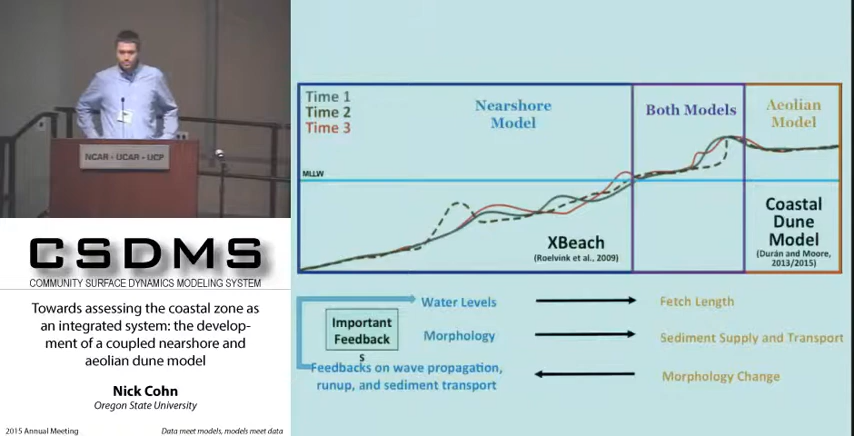 NCAR · UCAR · UCP
CSDMS
COMMUNITY SURFACE DYNAMICS MODELING SYSTEM
Towards assessing the coastal zone as
an integrated system: the develop-
ment of a coupled nearshore and
aeolian dune model
Nick Cohn
Oregon State University
2015 Annual Meeting
Data meet models, models meet data
Time 1
Time 2
Time 3
Nearshore
Model
Both Models
Aeolian
Model
MLLW
XBeach
(Roelvink et al., 2009)
Coastal
Dune
Model
(Durán and Moore,
2013/2015)
Important
Feedback
s
Water Levels
Fetch Length
Morphology
Sediment Supply and Transport
Feedbacks on wave propagation,
runup, and sediment transport
Morphology Change